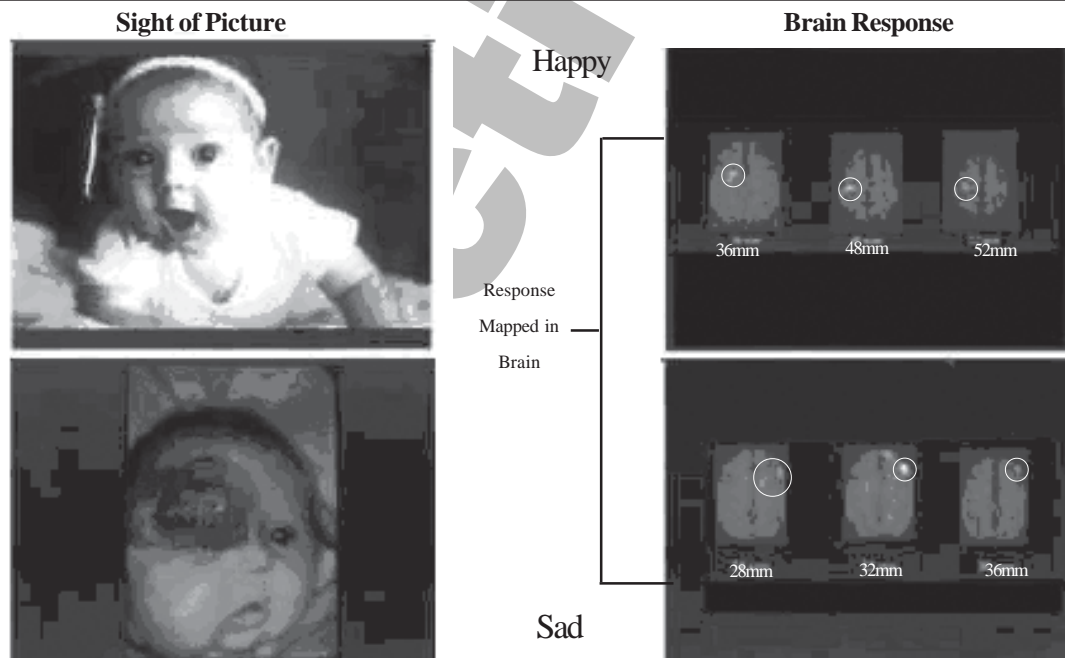 Sight of Picture
Brain Response
Happy
36mm
48mm
52mm
Response
Mapped in
Brain
28mm
32mm
36mm
Sad